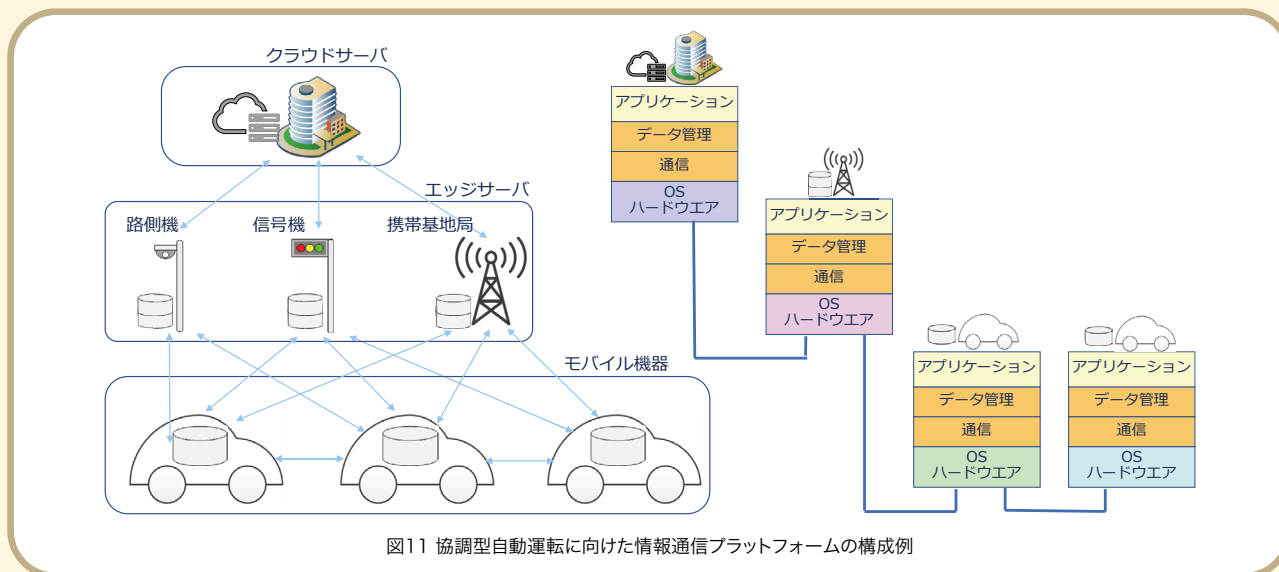 クラウドサーバ
エッジサーバ
路側機
信号機
携帯基地局
モバイル機器
アプリケーション
データ管理
通信
OS
ハードウエア
アプリケーション
データ管理
通信
OS
ハードウエア
アプリケーション
データ管理
通信
OS
ハードウエア
アプリケーション
データ管理
通信
OS
ハードウエア
図11 協調型自動運転に向けた情報通信プラットフォームの構成例